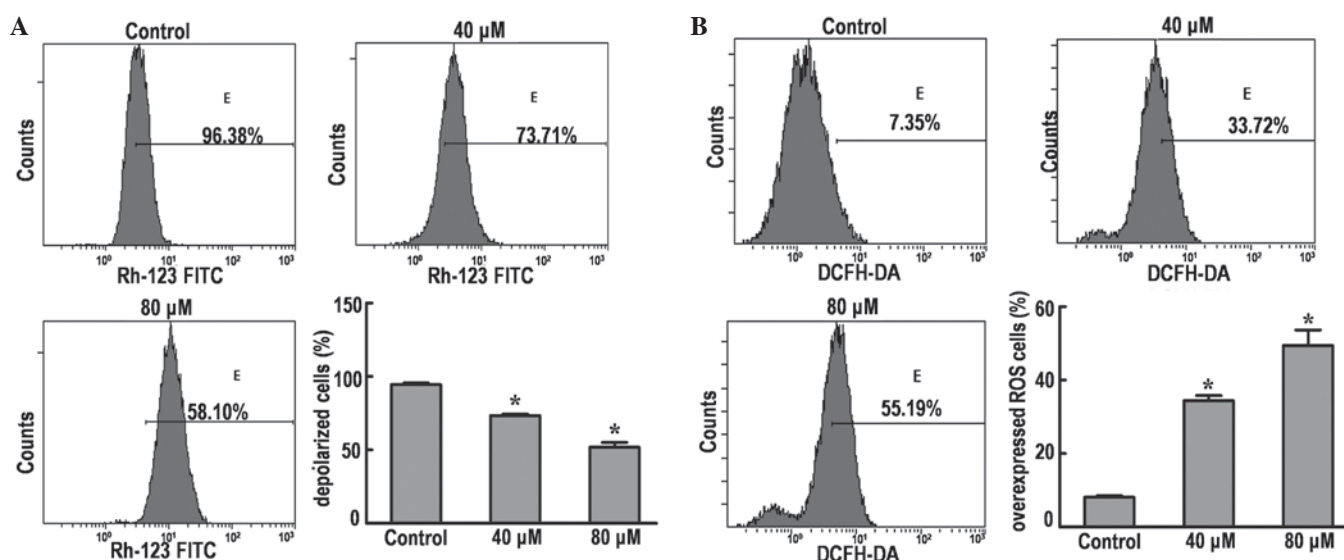 A
Control
Counts
E
96.38%
10⁰ 10¹ 10² 10³
Rh-123 FITC
40 µM
Counts
E
73.71%
10⁰ 10¹ 10² 10³
Rh-123 FITC
80 µM
Counts
E
58.10%
10⁰ 10¹ 10² 10³
Rh-123 FITC
depolarized cells (%)
150
100
50
0
* *
Control 40 µM 80 µM
B
Control
Counts
E
7.35%
10⁰ 10¹ 10² 10³
DCFH-DA
40 µM
Counts
E
33.72%
10⁰ 10¹ 10² 10³
DCFH-DA
80 µM
Counts
E
55.19%
10⁰ 10¹ 10² 10³
DCFH-DA
overexpressed ROS cells (%)
60
40
20
0
* *
Control 40 µM 80 µM